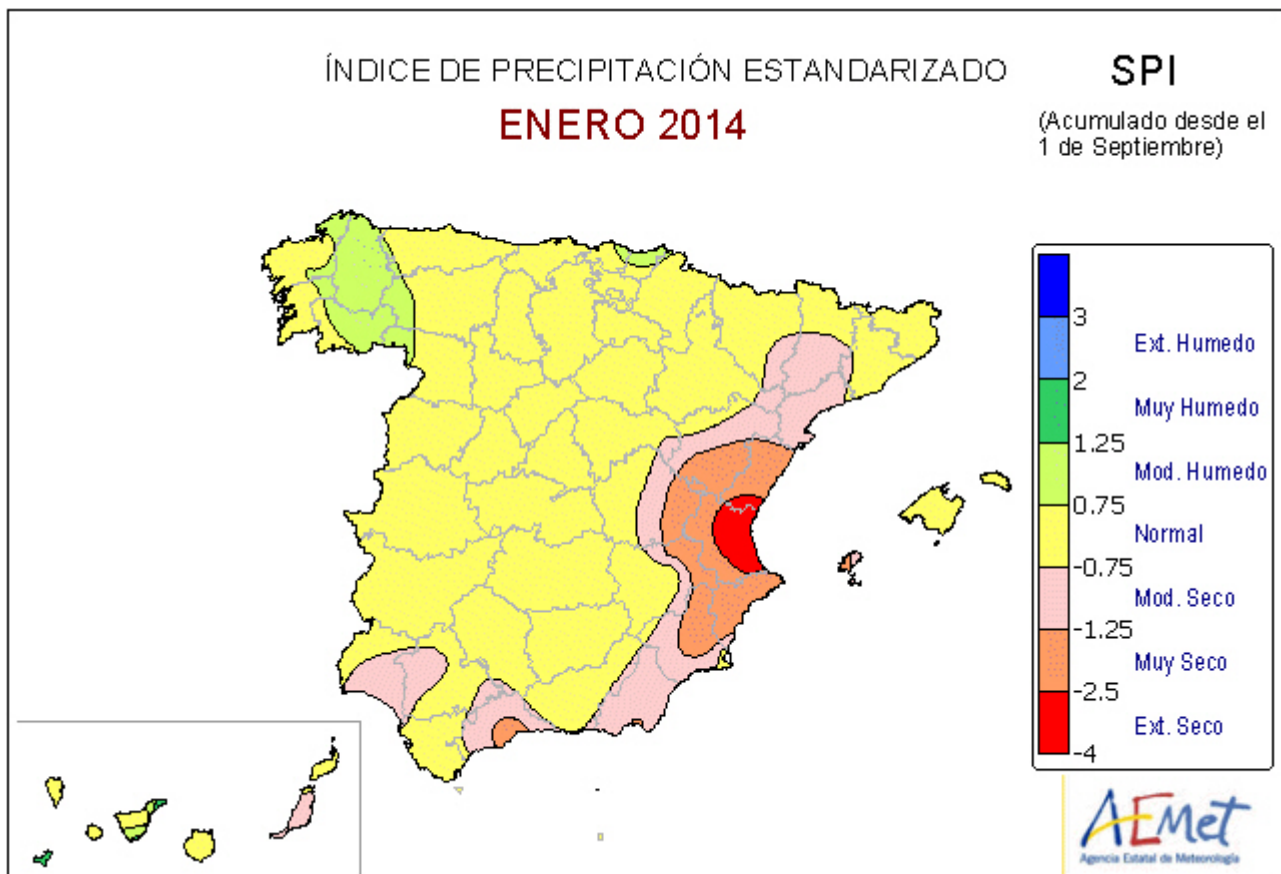 ÍNDICE DE PRECIPITACIÓN ESTANDARIZADO
SPI
ENERO 2014
(Acumulado desde el
1 de Septiembre)
3
Ext. Humedo
2
Muy Humedo
1.25
Mod. Humedo
0.75
Normal
-0.75
Mod. Seco
-1.25
Muy Seco
-2.5
Ext. Seco
-4
AEMet
Agencia Estatal de Meteorología